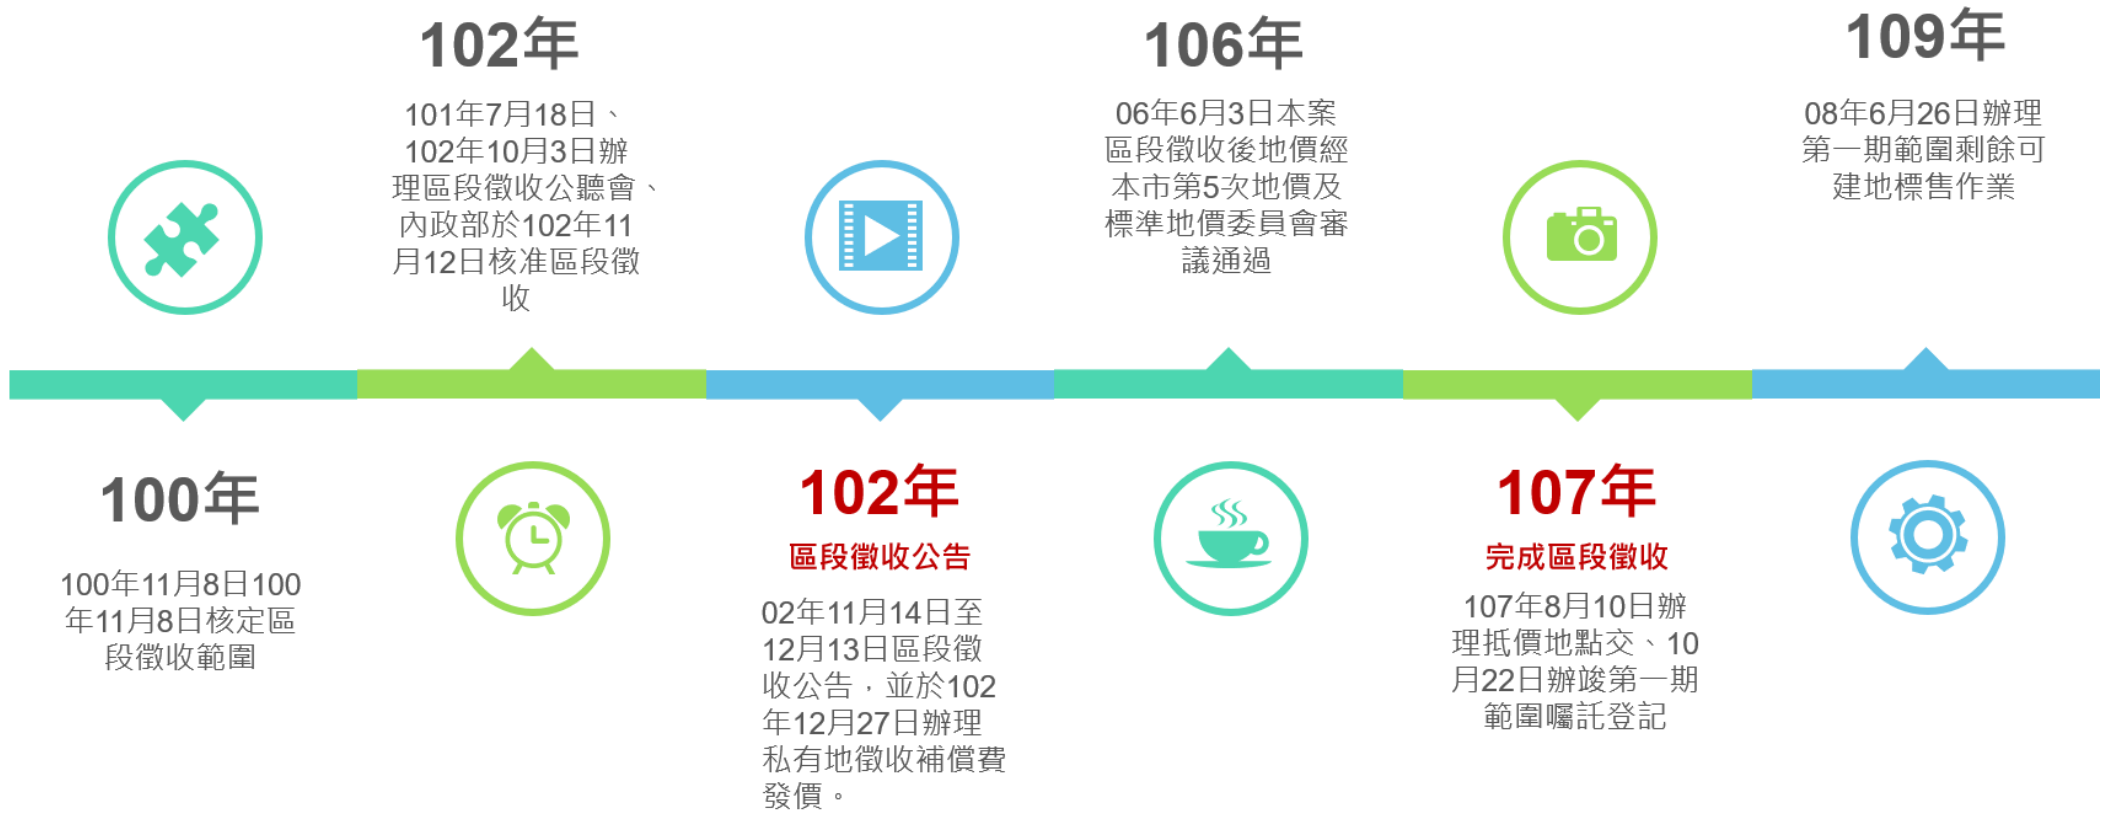 100年
100年11月8日100
年11月8日核定區
段徵收範圍
102年
101年7月18日、
102年10月3日辦
理區段徵收公聽會、
內政部於102年11
月12日核准區段徵
收
102年
區段徵收公告
02年11月14日至
12月13日區段徵
收公告，並於102
年12月27日辦理
私有地徵收補償費
發價。
106年
06年6月3日本案
區段徵收後地價經
本市第5次地價及
標準地價委員會審
議通過
107年
完成區段徵收
107年8月10日辦
理抵價地點交、10
月22日辦竣第一期
範圍囑託登記
109年
08年6月26日辦理
第一期範圍剩餘可
建地標售作業